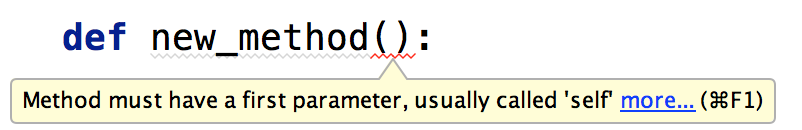 def new_method():
Method must have a first parameter, usually called 'self' more... (⌘F1)